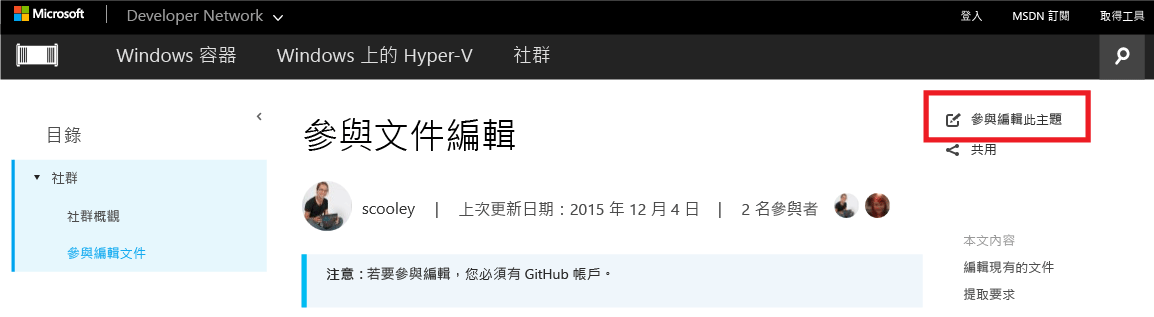 Microsoft Developer Network 登入 MSDN 訂閱 取得工具
Windows 容器 Windows 上的 Hyper-V 社群
目錄
社群
社群概觀
參與編輯文件
參與文件編輯
scooley | 上次更新日期：2015 年 12 月 4 日 | 2 名參與者
注意：若要參與編輯，您必須有 GitHub 帳戶。
參與編輯此主題
共用
本文內容
編輯現有的文件
提取要求